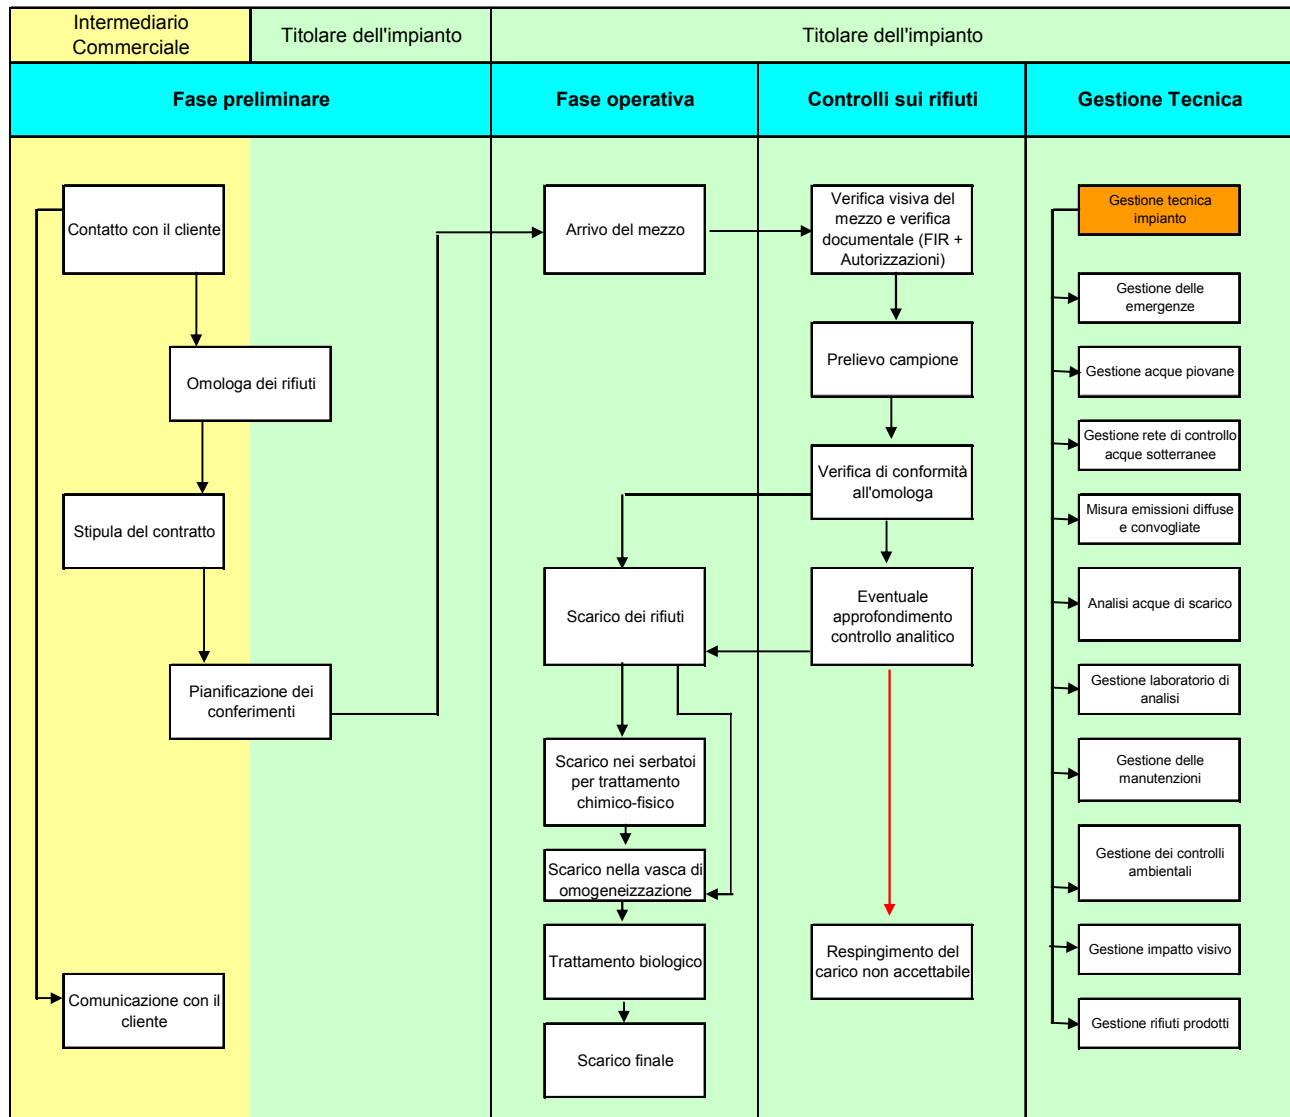 Intermediario
Commerciale
Titolare dell'impianto
Titolare dell'impianto
Fase preliminare
Fase operativa
Controlli sui rifiuti
Gestione Tecnica
Contatto con il cliente
Omologa dei rifiuti
Stipula del contratto
Pianificazione dei
conferimenti
Comunicazione con il
cliente
Arrivo del mezzo
Scarico dei rifiuti
Scarico nei serbatoi
per trattamento
chimico-fisico
Scarico nella vasca di
omogeneizzazione
Trattamento biologico
Scarico finale
Verifica visiva del
mezzo e verifica
documentale (FIR +
Autorizzazioni)
Prelievo campione
Verifica di conformità
all'omologa
Eventuale
approfondimento
controllo analitico
Respingimento del
carico non accettabile
Gestione tecnica
impianto
Gestione delle
emergenze
Gestione acque piovane
Gestione rete di controllo
acque sotterranee
Misura emissioni diffuse
e convogliate
Analisi acque di scarico
Gestione laboratorio di
analisi
Gestione delle
manutenzioni
Gestione dei controlli
ambientali
Gestione impatto visivo
Gestione rifiuti prodotti